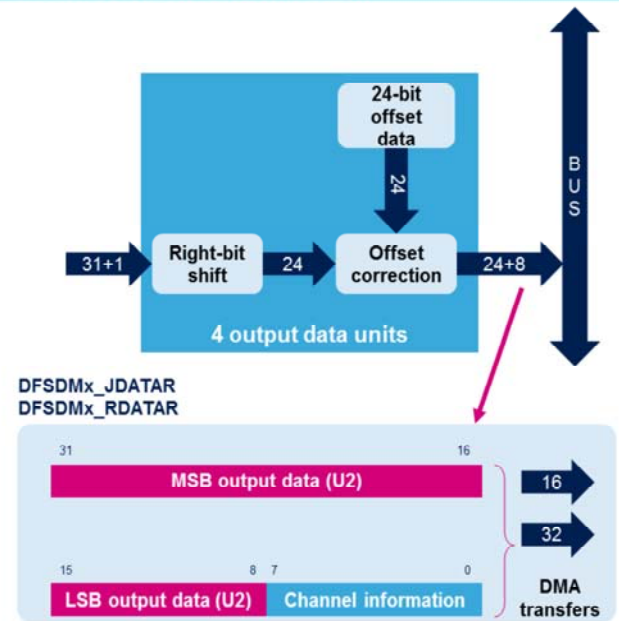 24-bit
offset
data
24
31+1
Right-bit
shift
24
Offset
correction
24+8
BUS
4 output data units
DFSDMx_JDATAR
DFSDMx_RDATAR
31 16
MSB output data (U2)
16
32
15 8 7 0
LSB output data (U2) Channel information
DMA
transfers